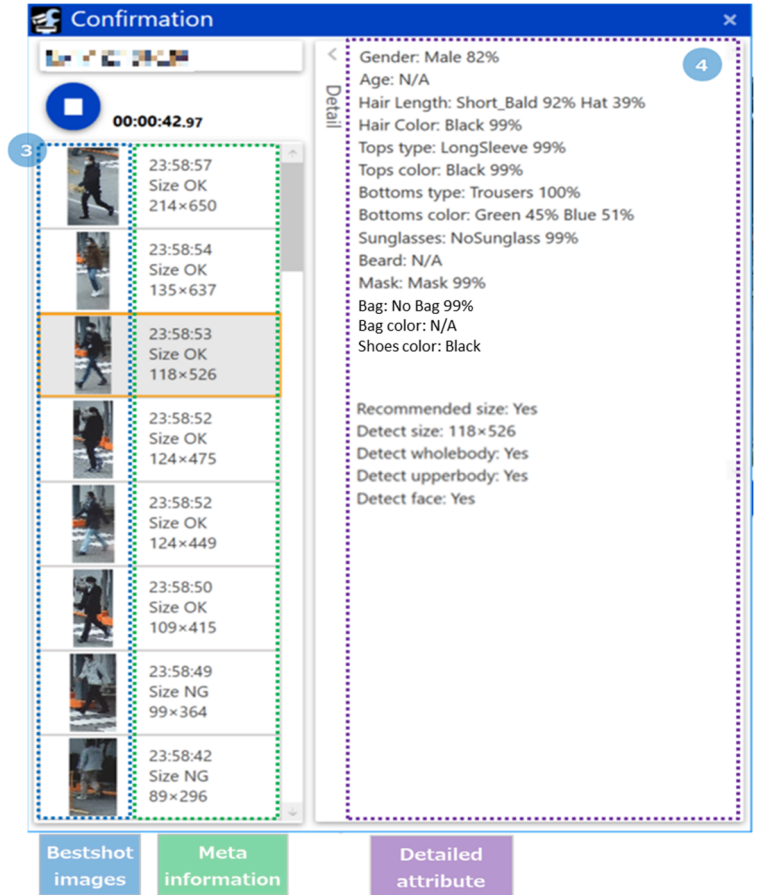 Confirmation
00:00:42.97
3
23:58:57
Size OK
214×650
23:58:54
Size OK
135×637
23:58:53
Size OK
118×526
23:58:52
Size OK
124×475
23:58:52
Size OK
124×449
23:58:50
Size OK
109×415
23:58:49
Size NG
99×364
23:58:42
Size NG
89×296
Detail
4
Gender: Male 82%
Age: N/A
Hair Length: Short_Bald 92% Hat 39%
Hair Color: Black 99%
Tops type: LongSleeve 99%
Tops color: Black 99%
Bottoms type: Trousers 100%
Bottoms color: Green 45% Blue 51%
Sunglasses: NoSunglass 99%
Beard: N/A
Mask: Mask 99%
Bag: No Bag 99%
Bag color: N/A
Shoes color: Black
Recommended size: Yes
Detect size: 118×526
Detect wholebody: Yes
Detect upperbody: Yes
Detect face: Yes
Bestshot
images
Meta
information
Detailed
attribute